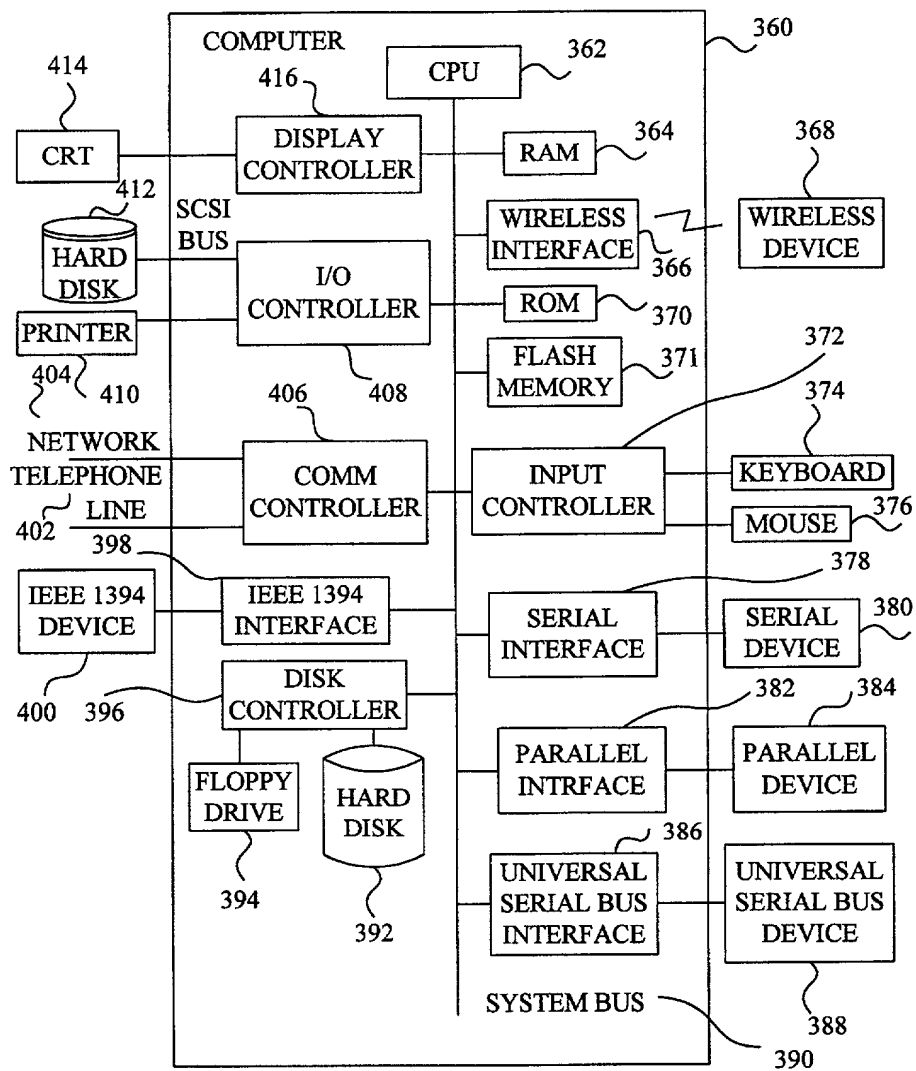 COMPUTER
360
362
CPU
414
416
CRT
DISPLAY
CONTROLLER
RAM
364
368
412
SCSI
BUS
WIRELESS
INTERFACE
366
WIRELESS
DEVICE
HARD
DISK
I/O
CONTROLLER
ROM
370
PRINTER
410
408
FLASH
MEMORY
371
372
404
406
374
NETWORK
TELEPHONE
LINE
402
COMM
CONTROLLER
INPUT
CONTROLLER
KEYBOARD
MOUSE
376
398
378
IEEE 1394
DEVICE
IEEE 1394
INTERFACE
SERIAL
INTERFACE
SERIAL
DEVICE
380
400
396
DISK
CONTROLLER
382
384
FLOPPY
DRIVE
HARD
DISK
PARALLEL
INTRFACE
PARALLEL
DEVICE
394
392
386
UNIVERSAL
SERIAL BUS
INTERFACE
UNIVERSAL
SERIAL BUS
DEVICE
388
SYSTEM BUS
390